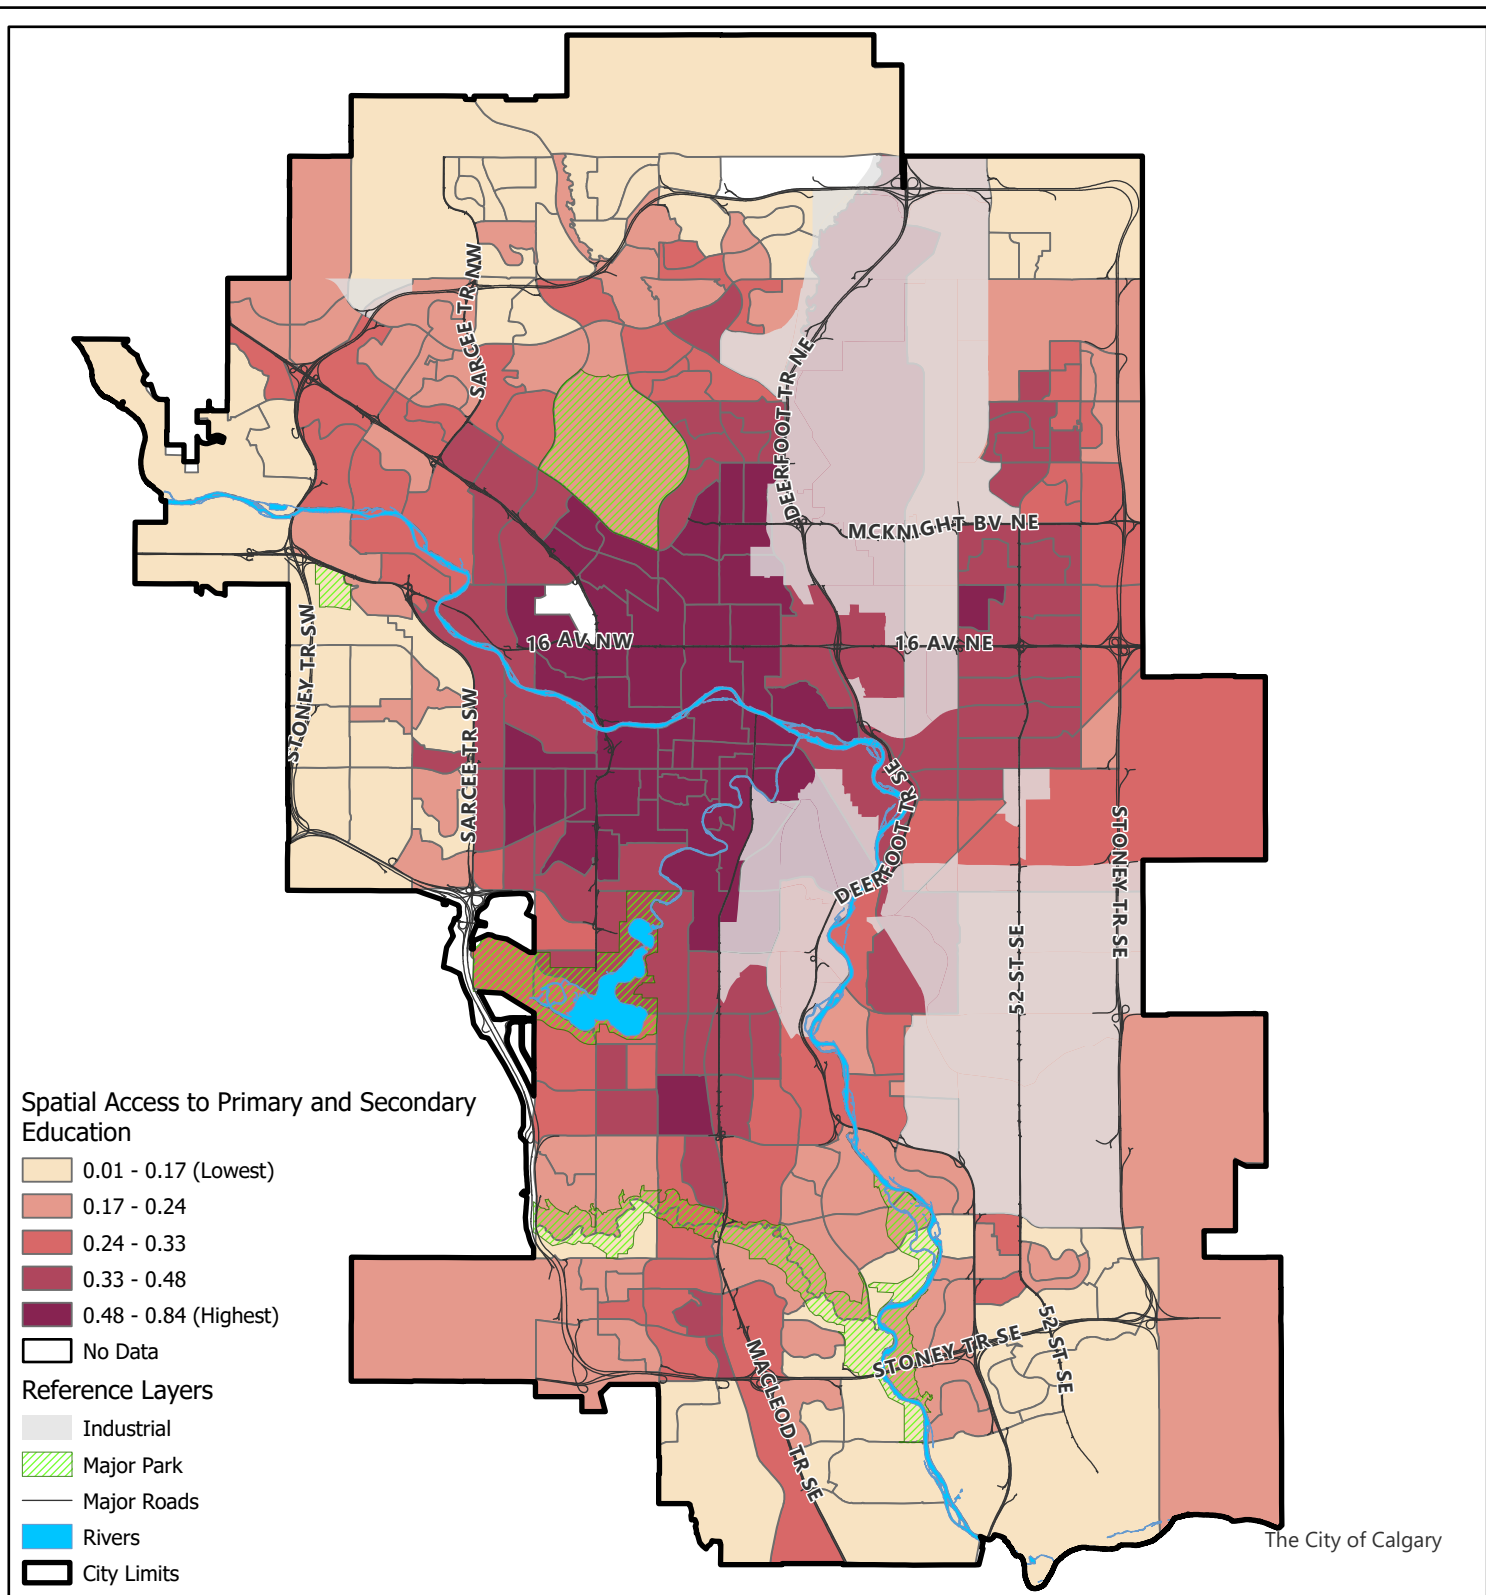 SARCEE TR NW
DEERFOOT TR NE
MCKNIGHT BV NE
16 AV NW
16 AV NE
STONEY TR SW
SARCEE TR SW
DEERFOOT TR SE
STONEY TR SE
52 ST SE
STONEY TR SE
52 ST SE
MACLEOD TR SE
Spatial Access to Primary and Secondary
Education
0.01 - 0.17 (Lowest)
0.17 - 0.24
0.24 - 0.33
0.33 - 0.48
0.48 - 0.84 (Highest)
No Data
Reference Layers
Industrial
Major Park
Major Roads
Rivers
City Limits
The City of Calgary